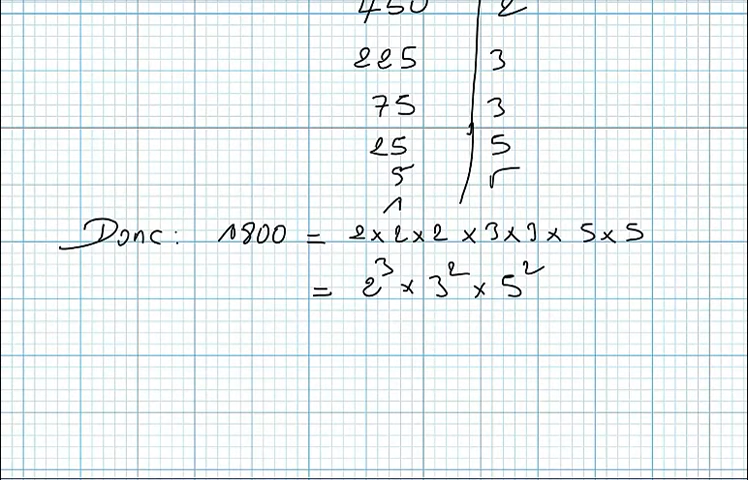 450 | 2
225 | 3
75 | 3
25 | 5
5 | 5
1
Donc : 1800 = 2 × 2 × 2 × 3 × 3 × 5 × 5
= 2³ × 3² × 5²